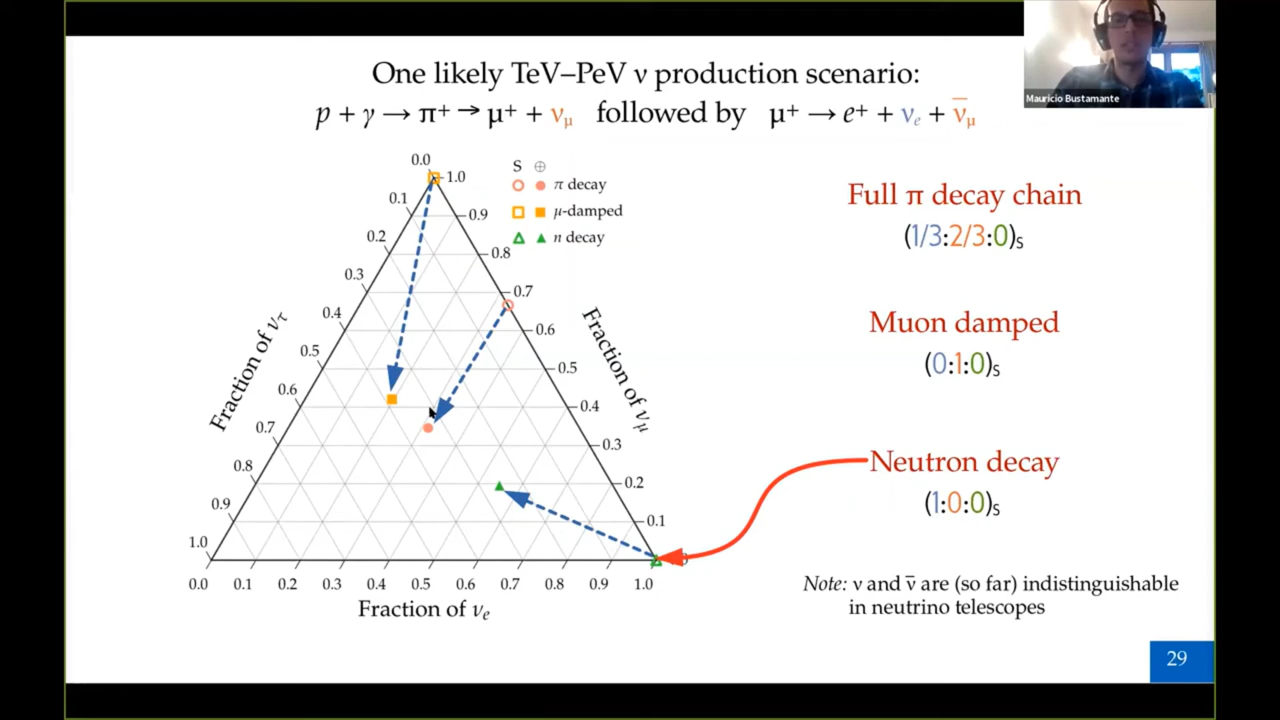 One likely TeV–PeV ν production scenario:
p + γ → π⁺ → μ⁺ + ν_μ followed by μ⁺ → e⁺ + ν_e + ν̄_μ
Mauricio Bustamante
S ⊕
π decay
μ-damped
n decay
0.0
0.1
0.2
0.3
0.4
0.5
0.6
0.7
0.8
0.9
1.0
Fraction of ν_τ
1.0
0.9
0.8
0.7
0.6
0.5
0.4
0.3
0.2
0.1
Fraction of ν_μ
0.0 0.1 0.2 0.3 0.4 0.5 0.6 0.7 0.8 0.9 1.0
Fraction of ν_e
Full π decay chain
(1/3:2/3:0)_S
Muon damped
(0:1:0)_S
Neutron decay
(1:0:0)_S
Note: ν and ν̄ are (so far) indistinguishable
in neutrino telescopes
29